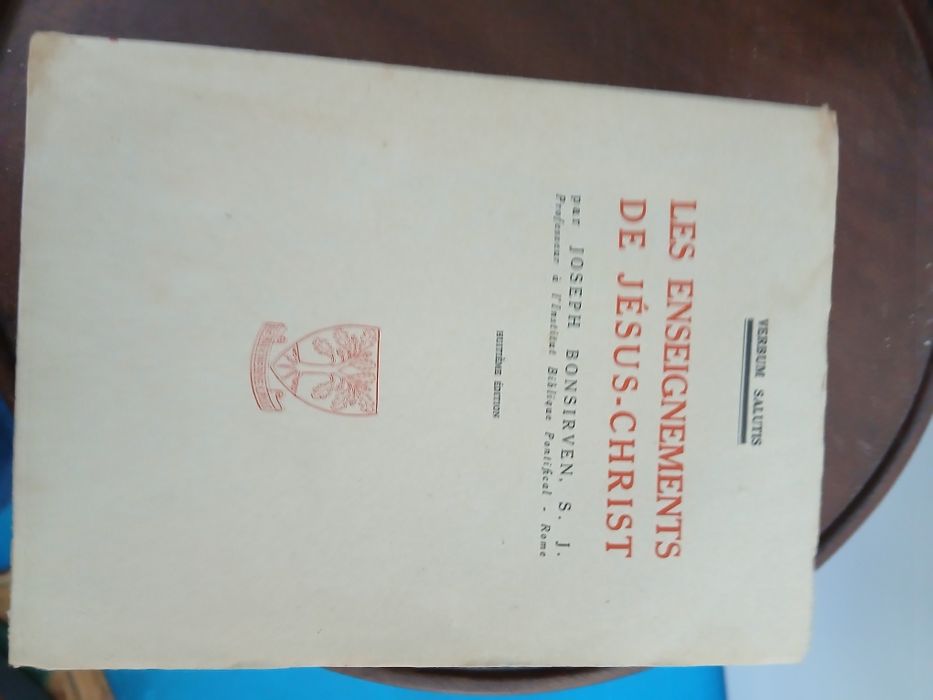 VERBUM SALUTIS
LES ENSEIGNEMENTS
DE JÉSUS-CHRIST
par JOSEPH BONSIRVEN, S. J.
Professeur à l'Institut Biblique Pontifical - Rome
HUITIÈME ÉDITION